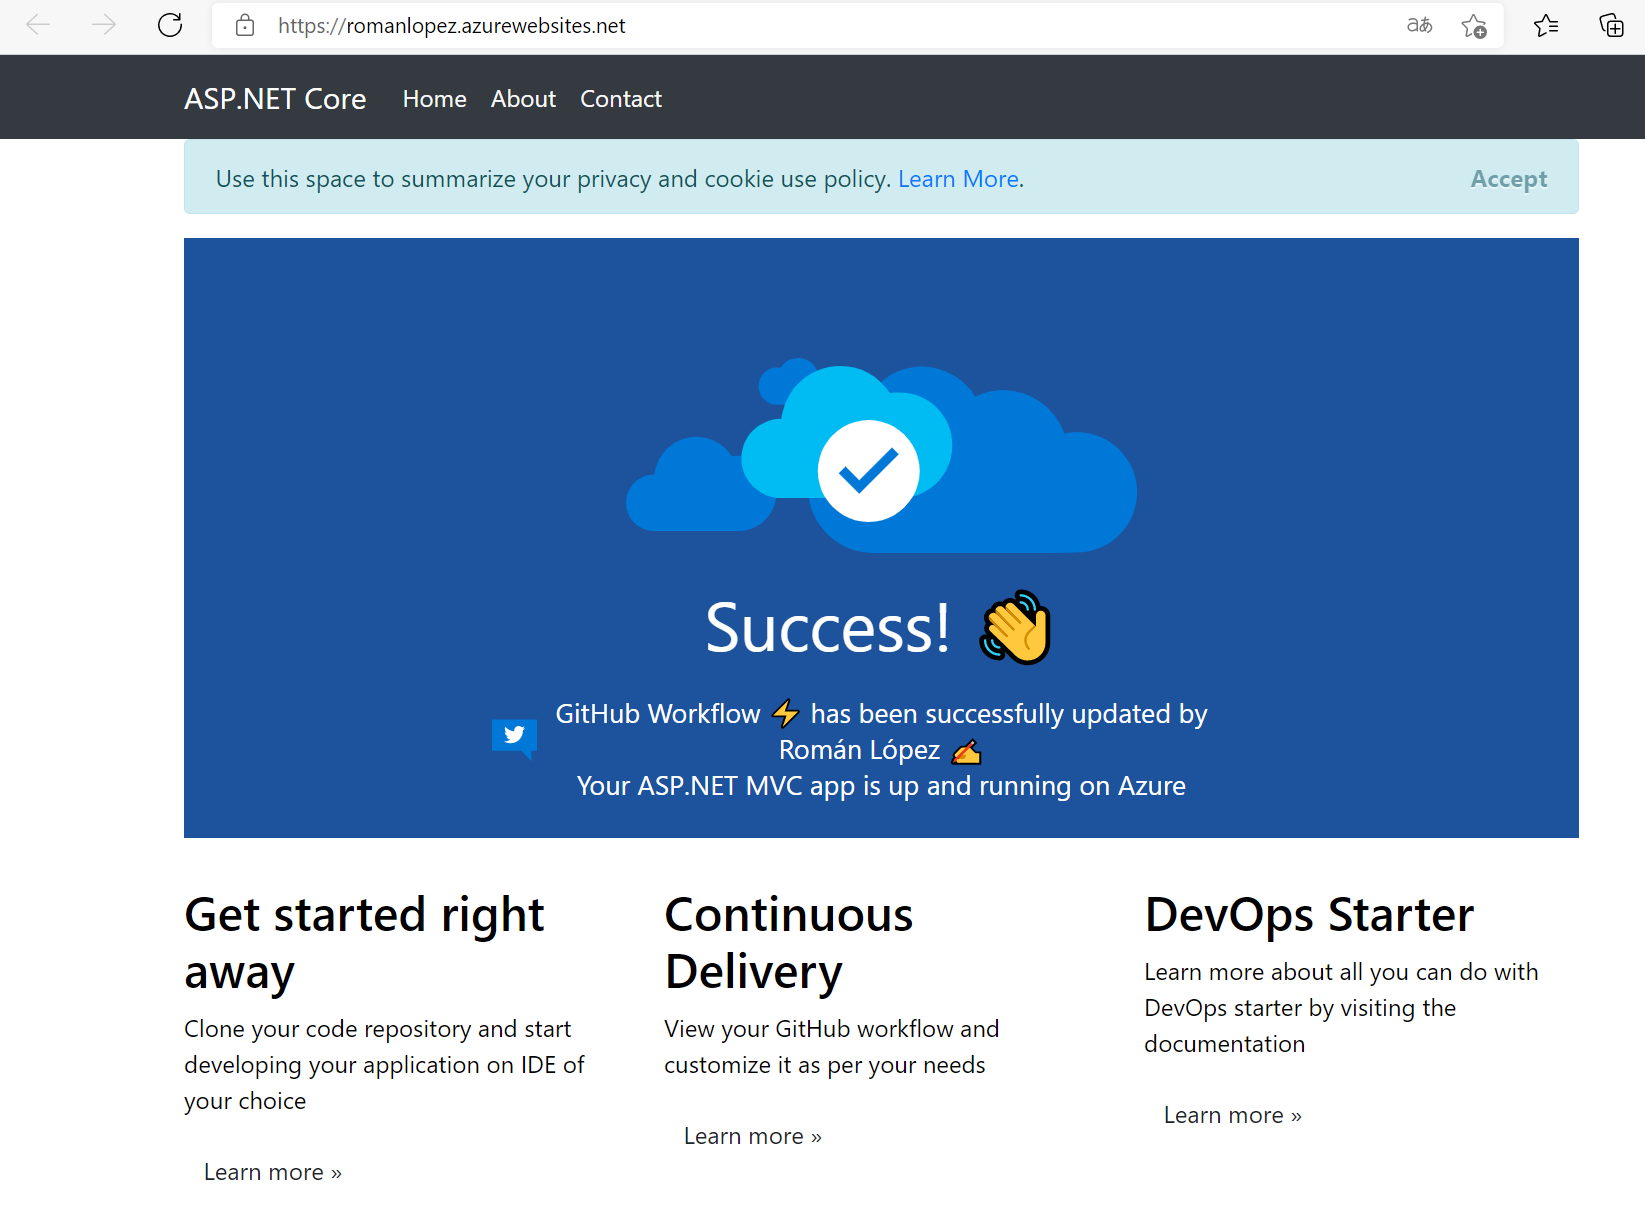 https://romanlopez.azurewebsites.net
aあ
ASP.NET Core Home About Contact
Use this space to summarize your privacy and cookie use policy. Learn More. Accept
Success! 👋
GitHub Workflow ⚡ has been successfully updated by
Román López ✍
Your ASP.NET MVC app is up and running on Azure
Get started right
away
Clone your code repository and start
developing your application on IDE of
your choice
Learn more »
Continuous
Delivery
View your GitHub workflow and
customize it as per your needs
Learn more »
DevOps Starter
Learn more about all you can do with
DevOps starter by visiting the
documentation
Learn more »